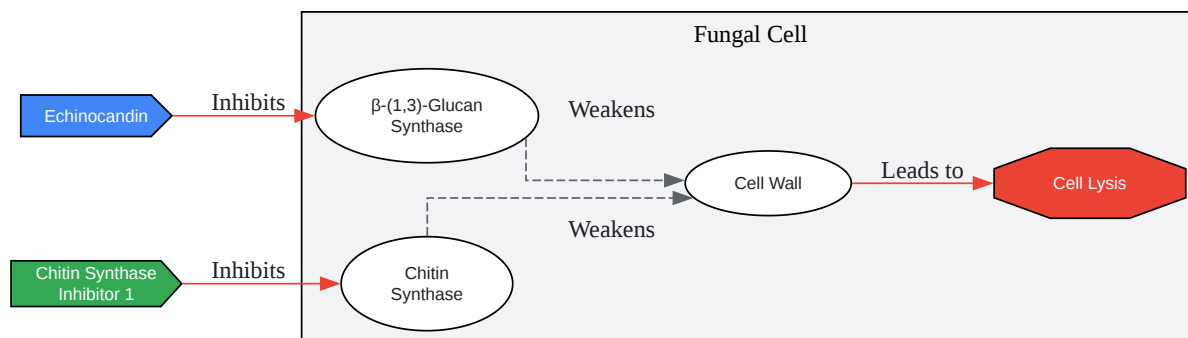 Fungal Cell
Echinocandin
Inhibits
β-(1,3)-Glucan
Synthase
Weakens
Cell Wall
Leads to
Cell Lysis
Weakens
Chitin Synthase
Inhibitor 1
Inhibits
Chitin
Synthase